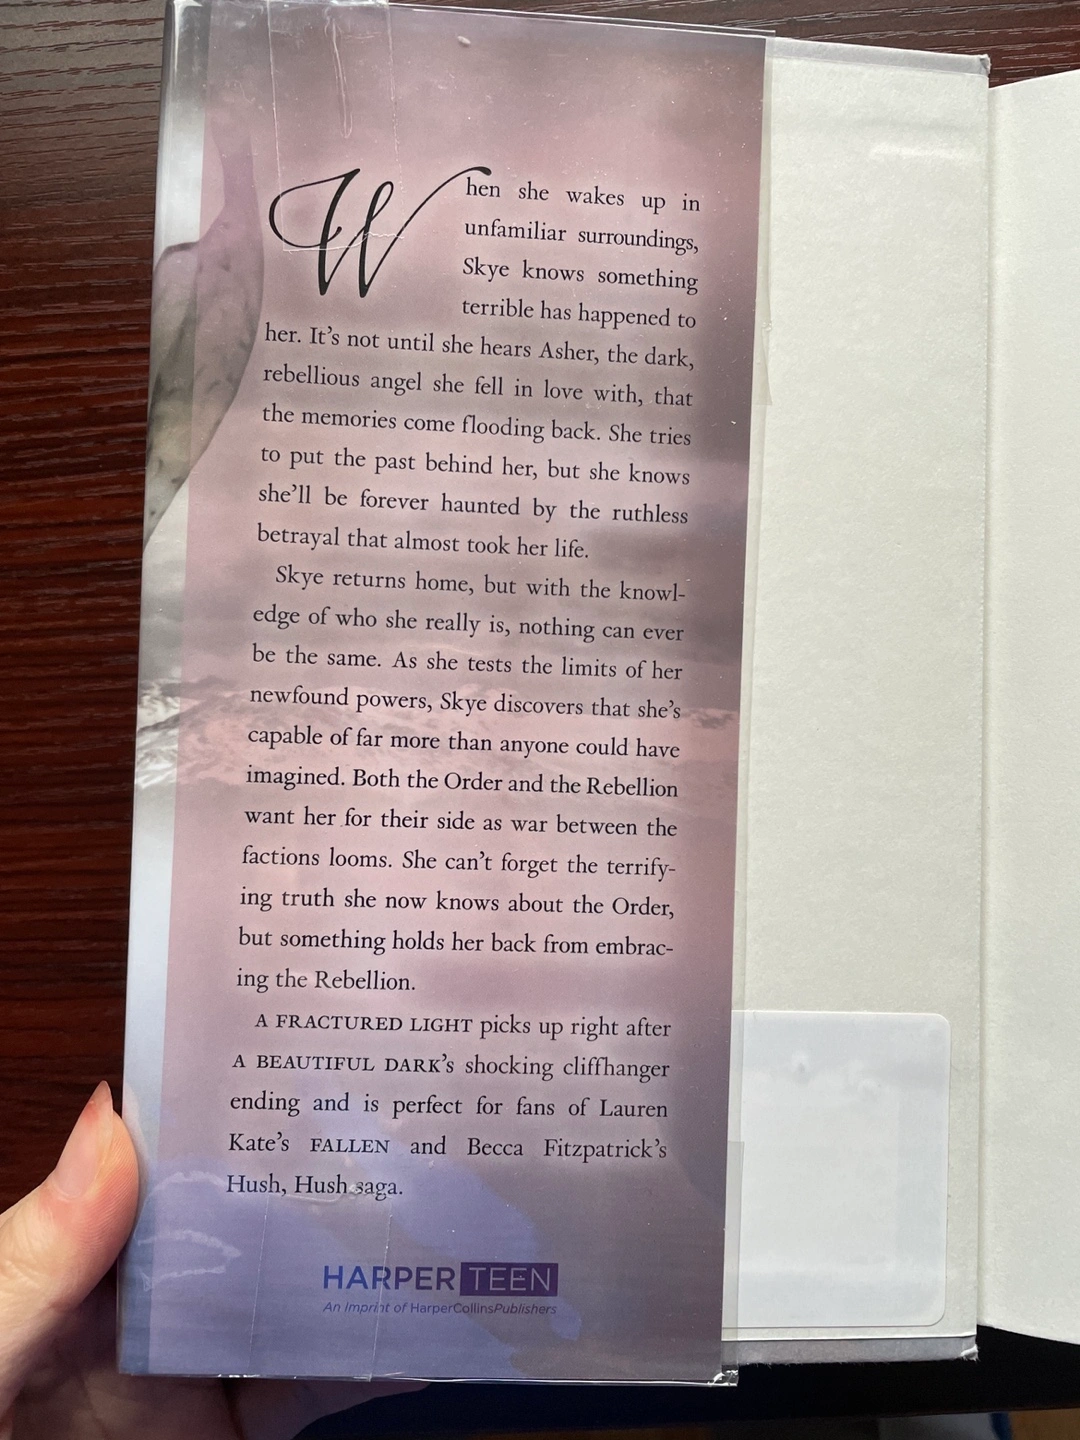 When she wakes up in
unfamiliar surroundings,
Skye knows something
terrible has happened to
her. It's not until she hears Asher, the dark,
rebellious angel she fell in love with, that
the memories come flooding back. She tries
to put the past behind her, but she knows
she'll be forever haunted by the ruthless
betrayal that almost took her life.
Skye returns home, but with the knowl-
edge of who she really is, nothing can ever
be the same. As she tests the limits of her
newfound powers, Skye discovers that she's
capable of far more than anyone could have
imagined. Both the Order and the Rebellion
want her for their side as war between the
factions looms. She can't forget the terrify-
ing truth she now knows about the Order,
but something holds her back from embrac-
ing the Rebellion.
A FRACTURED LIGHT picks up right after
A BEAUTIFUL DARK's shocking cliffhanger
ending and is perfect for fans of Lauren
Kate's FALLEN and Becca Fitzpatrick's
Hush, Hush saga.
HARPER TEEN
An Imprint of HarperCollinsPublishers